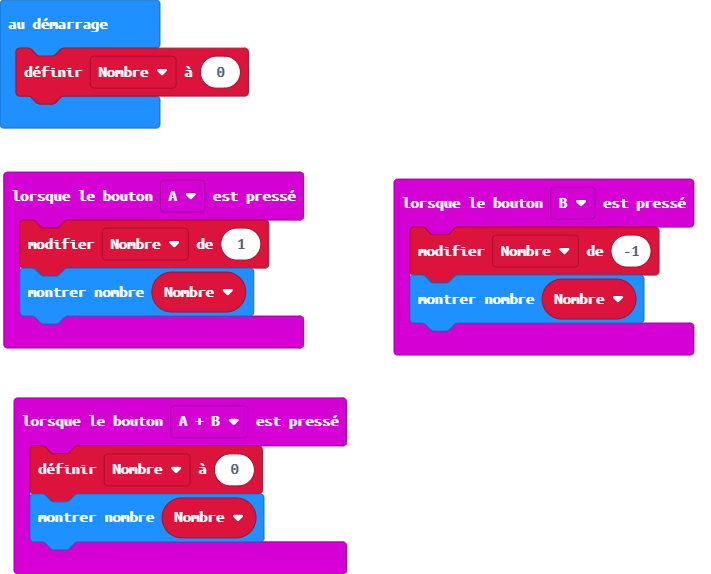 au démarrage
définir Nombre à 0
lorsque le bouton A est pressé
modifier Nombre de 1
montrer nombre Nombre
lorsque le bouton B est pressé
modifier Nombre de -1
montrer nombre Nombre
lorsque le bouton A + B est pressé
définir Nombre à 0
montrer nombre Nombre